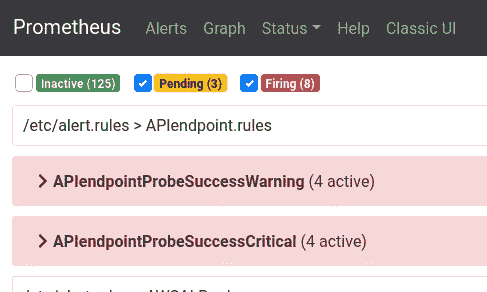 Prometheus Alerts Graph Status Help Classic UI
Inactive (125) Pending (3) Firing (8)
/etc/alert.rules > APIendpoint.rules
APIendpointProbeSuccessWarning (4 active)
APIendpointProbeSuccessCritical (4 active)